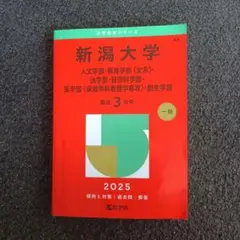 大学赤本シリーズ
新潟大学
人文学部・教育学部〈文系〉・
法学部・経済科学部・
医学部〈保健学科看護学専攻〉・創生学部
最近3カ年
一般
2025
傾向と対策|過去問|解答
教学社